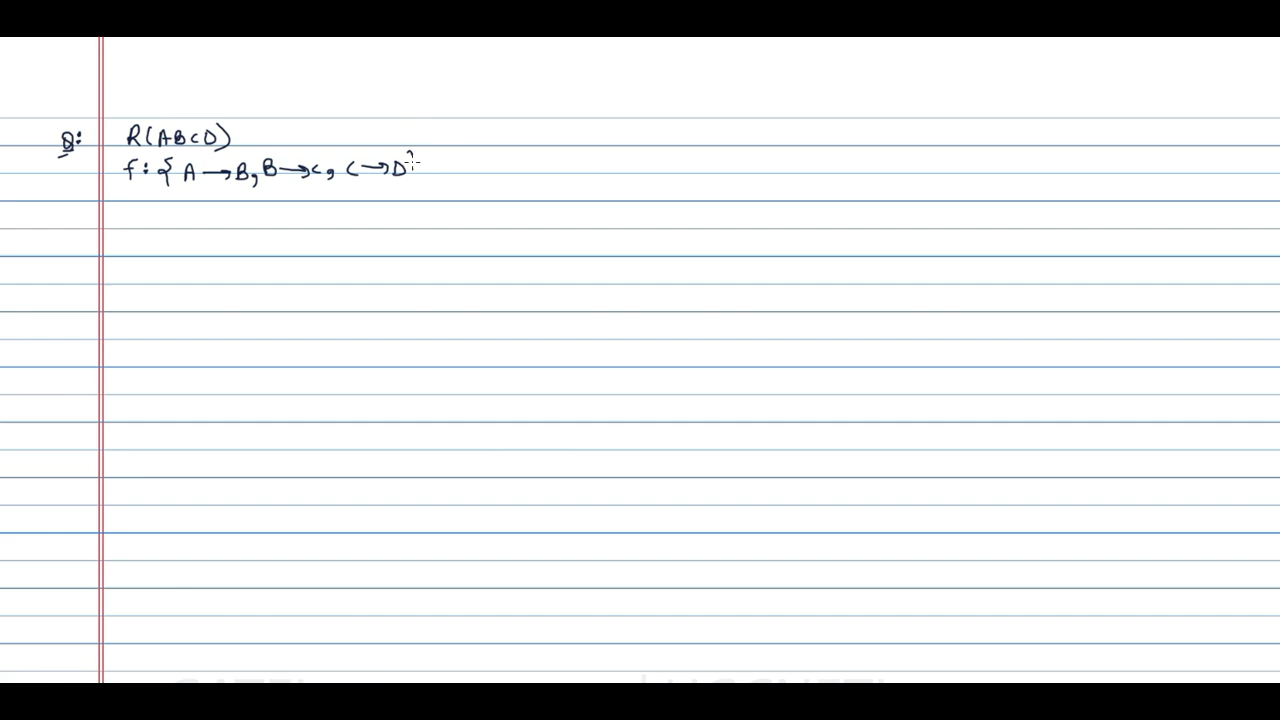 Q: R(ABCD)
f: { A → B, B → C, C → D }